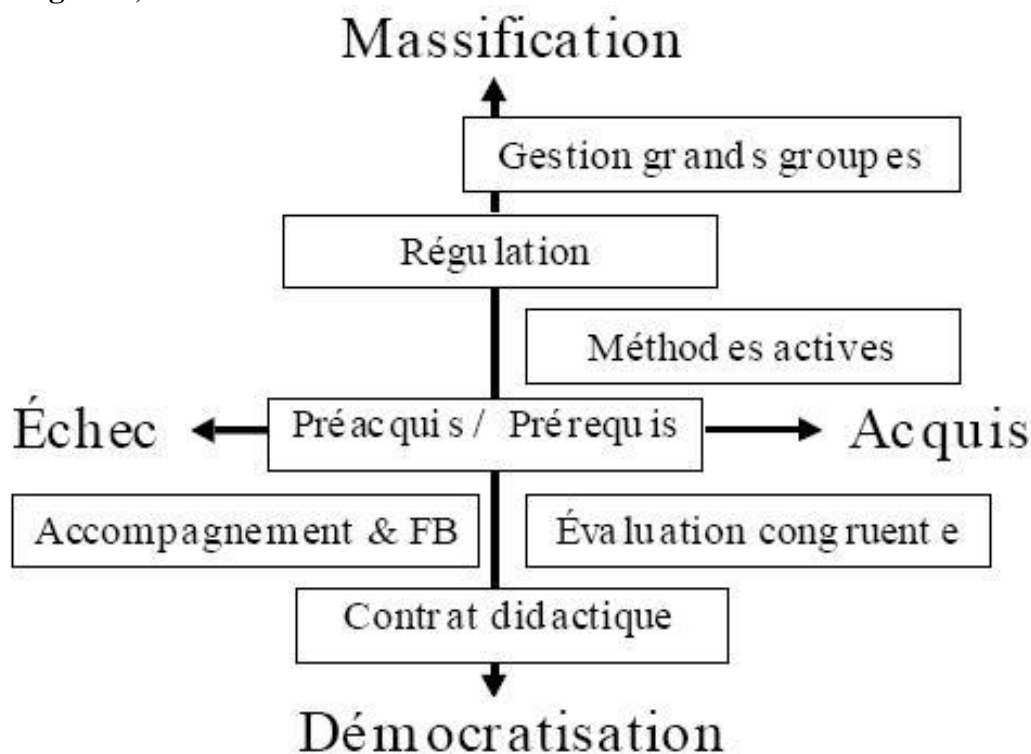 Massification
Gestion grands groupes
Régulation
Méthodes actives
Échec
Préacquis / Prérequis
Acquis
Accompagnement & FB
Évaluation congruente
Contrat didactique
Démocratisation